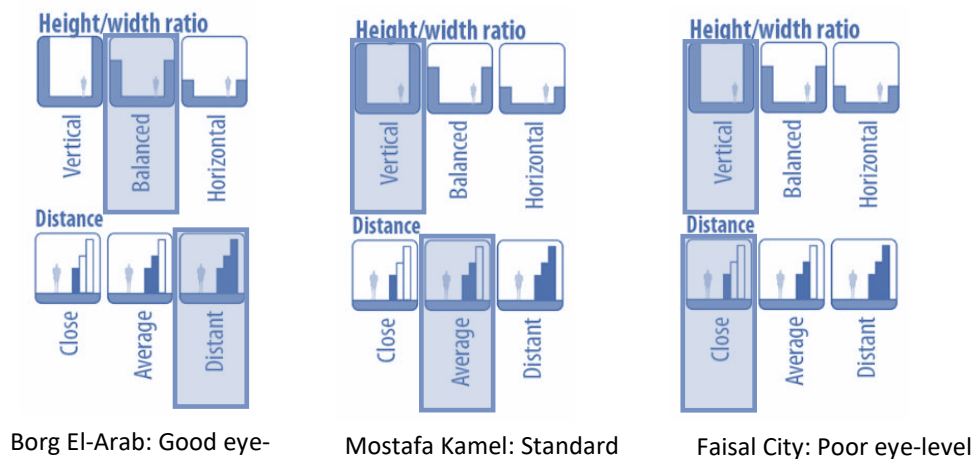 Height/width ratio
Vertical
Balanced
Horizontal
Distance
Close
Average
Distant
Borg El-Arab: Good eye-
Height/width ratio
Vertical
Balanced
Horizontal
Distance
Close
Average
Distant
Mostafa Kamel: Standard
Height/width ratio
Vertical
Balanced
Horizontal
Distance
Close
Average
Distant
Faisal City: Poor eye-level